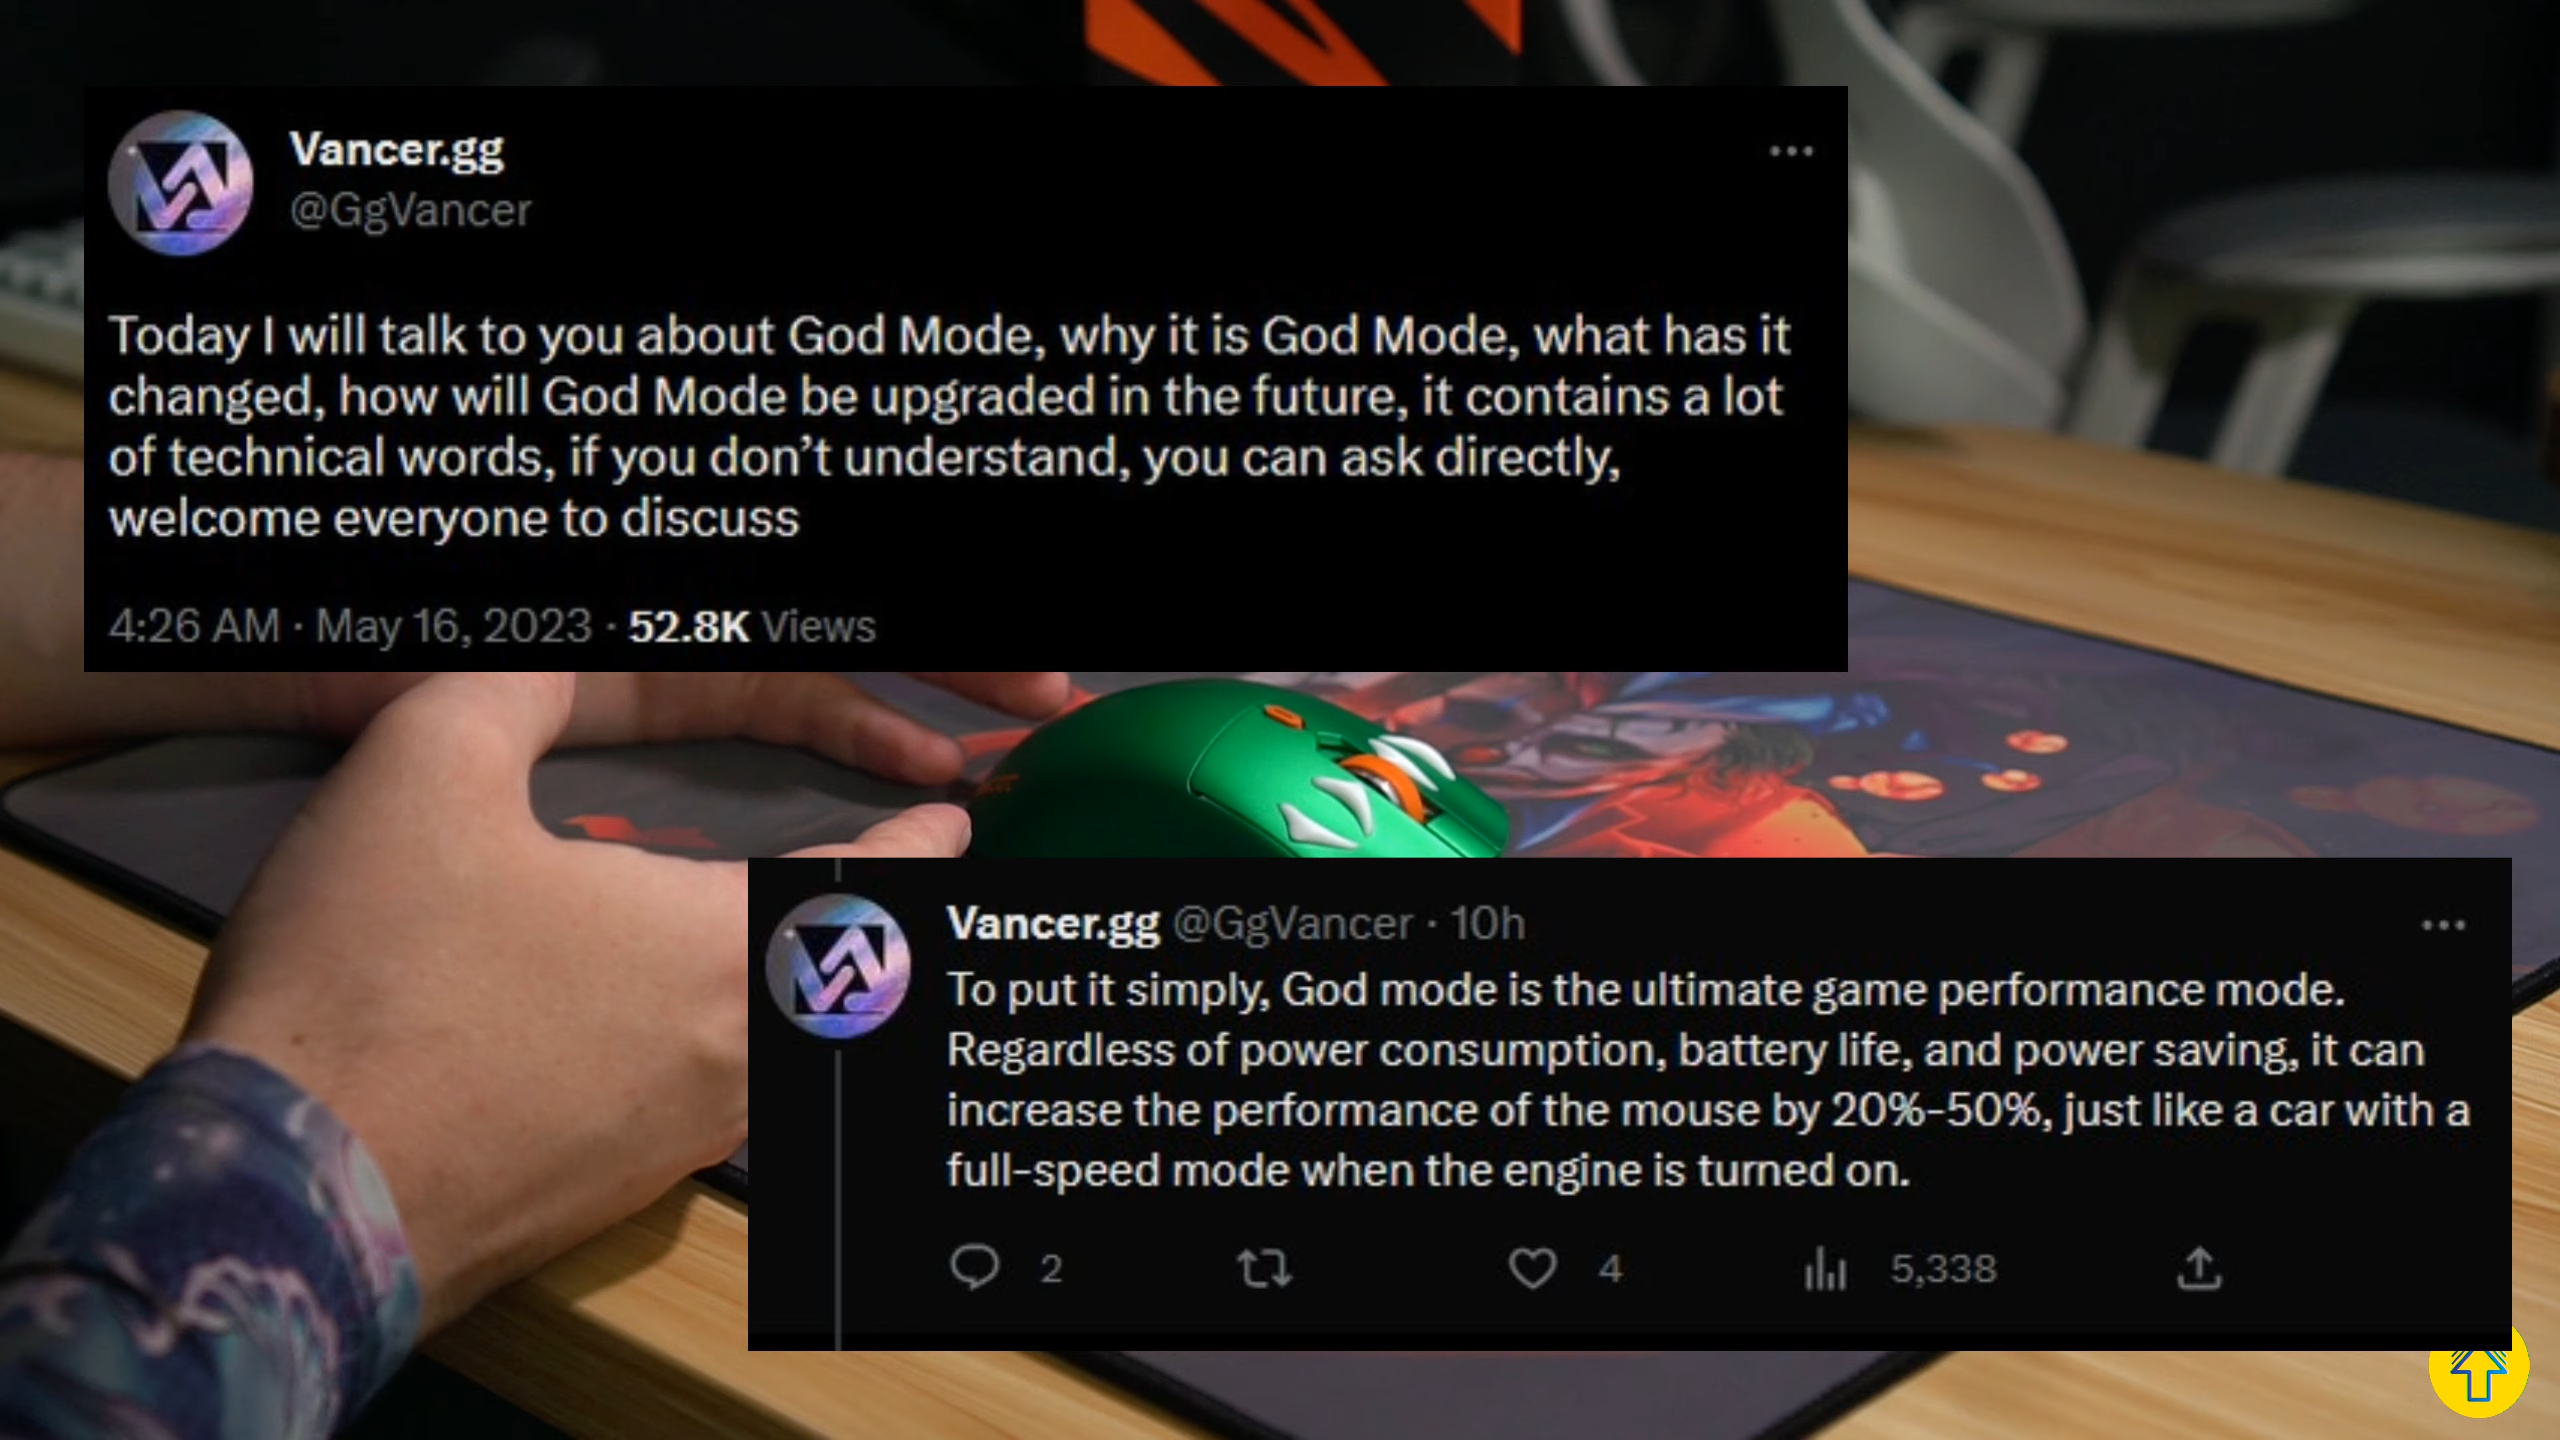 Vancer.gg
@GgVancer
Today I will talk to you about God Mode, why it is God Mode, what has it
changed, how will God Mode be upgraded in the future, it contains a lot
of technical words, if you don’t understand, you can ask directly,
welcome everyone to discuss
4:26 AM · May 16, 2023 · 52.8K Views
Vancer.gg @GgVancer · 10h
To put it simply, God mode is the ultimate game performance mode.
Regardless of power consumption, battery life, and power saving, it can
increase the performance of the mouse by 20%-50%, just like a car with a
full-speed mode when the engine is turned on.
2 4 5,338